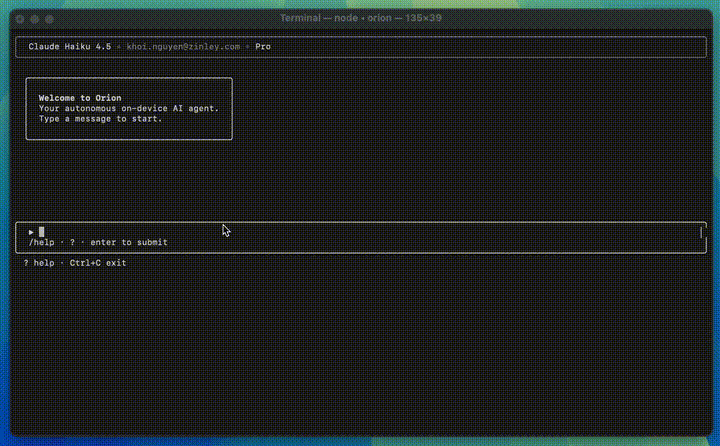 Terminal — node • orion — 135×39
Claude Haiku 4.5 • khoi.nguyen@zinley.com • Pro
Welcome to Orion
Your autonomous on-device AI agent.
Type a message to start.
/help · ? · enter to submit
? help · Ctrl+C exit